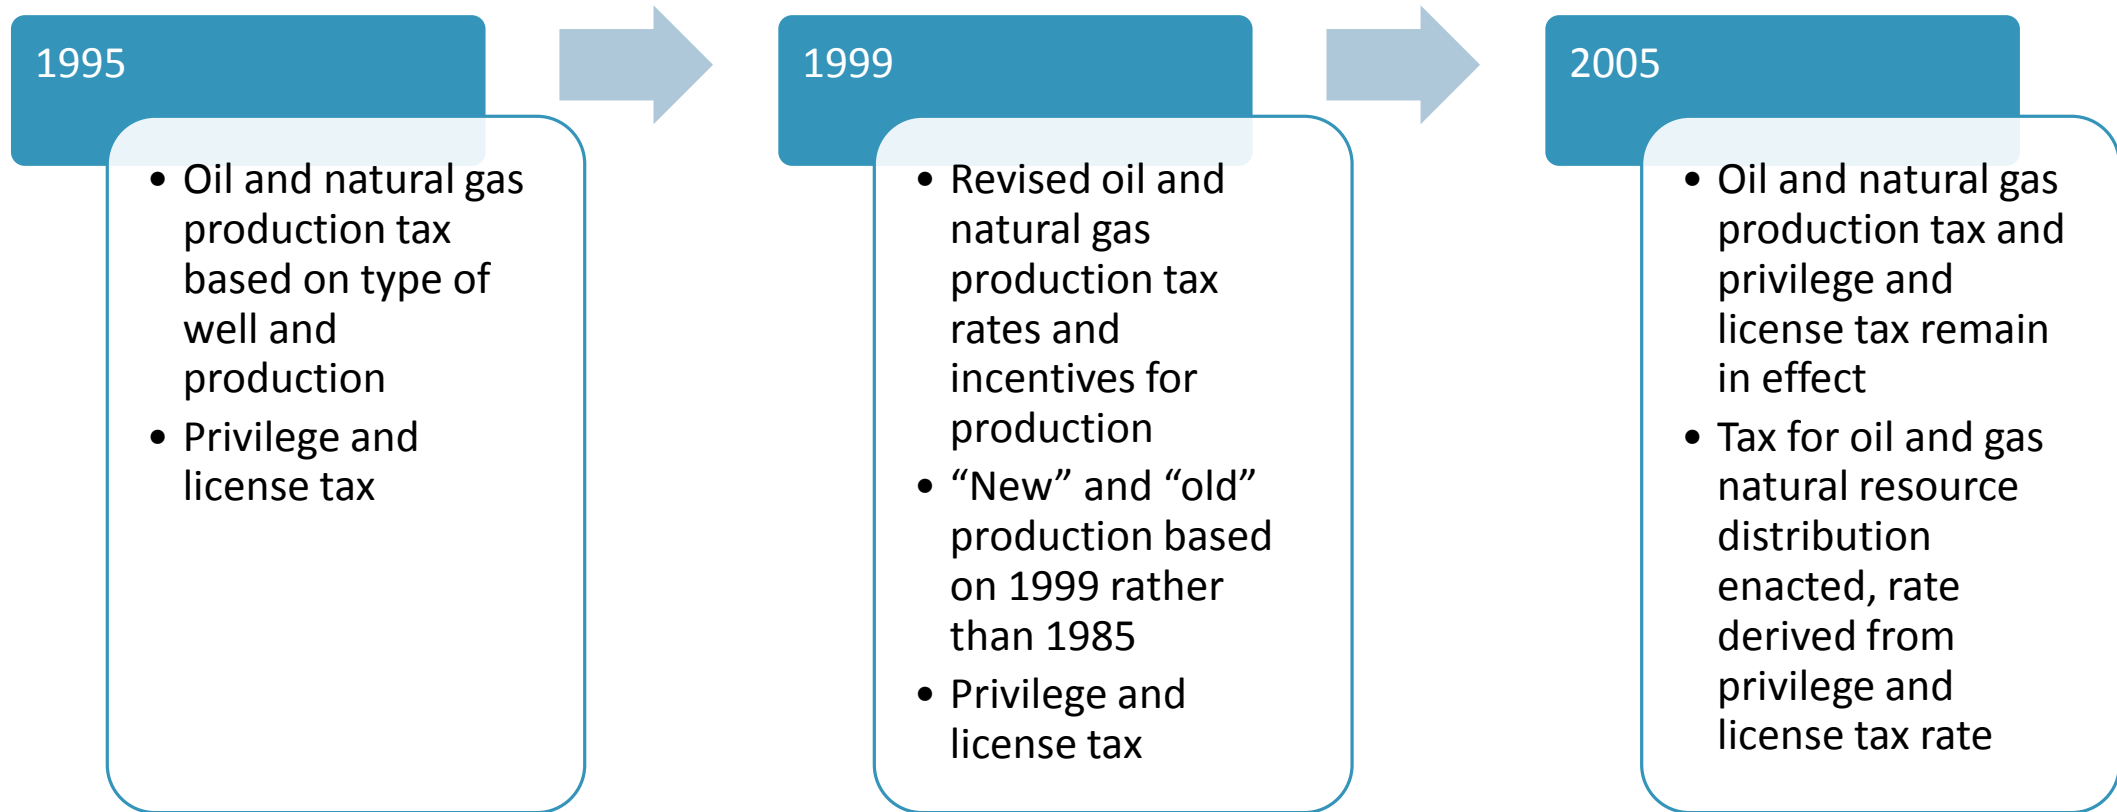 1995
• Oil and natural gas
production tax
based on type of
well and
production
• Privilege and
license tax
1999
• Revised oil and
natural gas
production tax
rates and
incentives for
production
• “New” and “old”
production based
on 1999 rather
than 1985
• Privilege and
license tax
2005
• Oil and natural gas
production tax and
privilege and
license tax remain
in effect
• Tax for oil and gas
natural resource
distribution
enacted, rate
derived from
privilege and
license tax rate